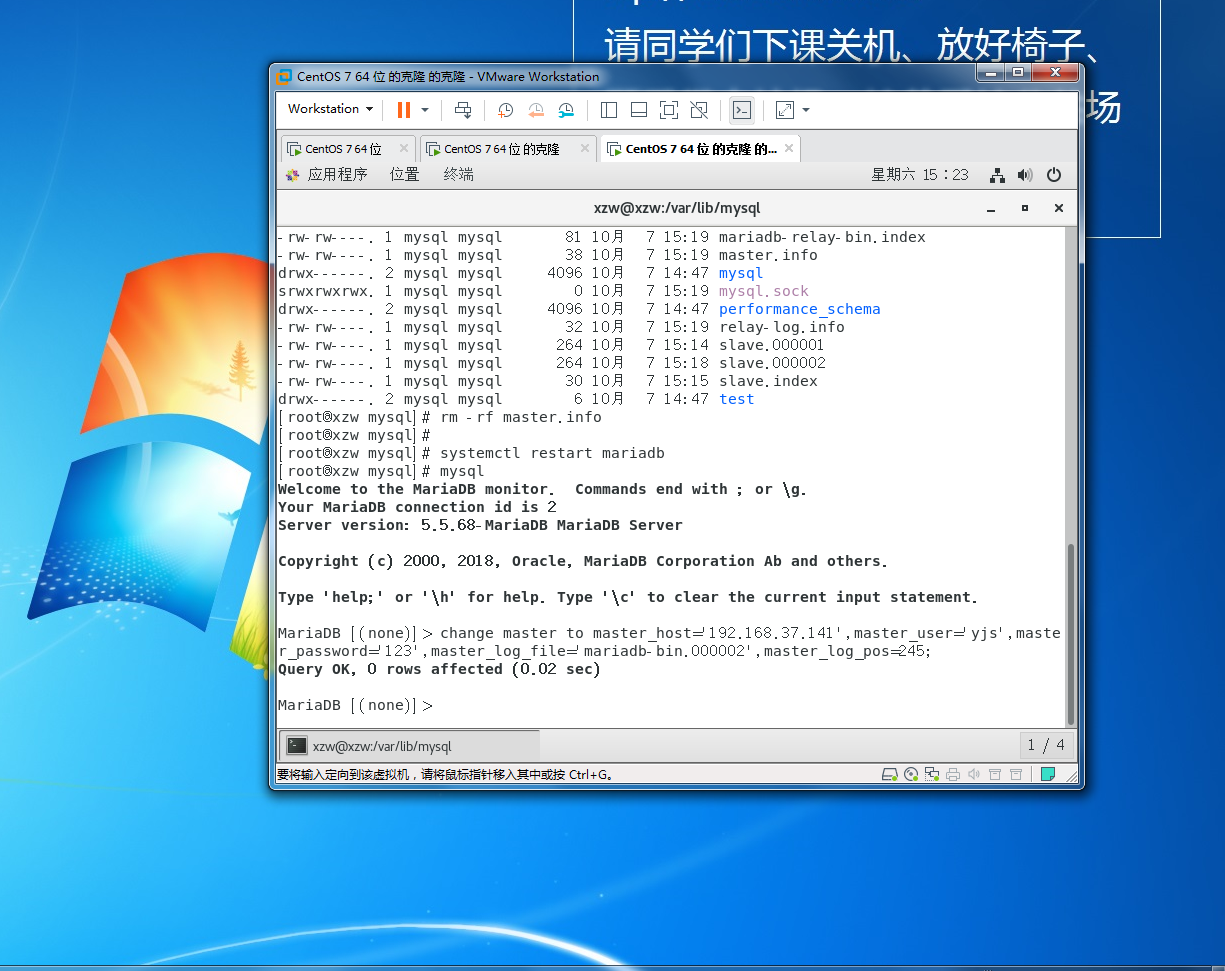 请同学们下课关机、放好椅子、
场
CentOS 7 64 位 的克隆 的克隆 - VMware Workstation
Workstation
CentOS 7 64 位
CentOS 7 64 位 的克隆
CentOS 7 64 位 的克隆 的...
应用程序 位置 终端 星期六 15:23
xzw@xzw:/var/lib/mysql
-rw-rw----. 1 mysql mysql 81 10月 7 15:19 mariadb-relay-bin.index
-rw-rw----. 1 mysql mysql 38 10月 7 15:19 master.info
drwx------. 2 mysql mysql 4096 10月 7 14:47 mysql
srwxrwxrwx. 1 mysql mysql 0 10月 7 15:19 mysql.sock
drwx------. 2 mysql mysql 4096 10月 7 14:47 performance_schema
-rw-rw----. 1 mysql mysql 32 10月 7 15:19 relay-log.info
-rw-rw----. 1 mysql mysql 264 10月 7 15:14 slave.000001
-rw-rw----. 1 mysql mysql 264 10月 7 15:18 slave.000002
-rw-rw----. 1 mysql mysql 30 10月 7 15:15 slave.index
drwx------. 2 mysql mysql 6 10月 7 14:47 test
[root@xzw mysql]# rm -rf master.info
[root@xzw mysql]#
[root@xzw mysql]# systemctl restart mariadb
[root@xzw mysql]# mysql
Welcome to the MariaDB monitor.  Commands end with ; or \g.
Your MariaDB connection id is 2
Server version: 5.5.68-MariaDB MariaDB Server
Copyright (c) 2000, 2018, Oracle, MariaDB Corporation Ab and others.
Type 'help;' or '\h' for help. Type '\c' to clear the current input statement.
MariaDB [(none)]> change master to master_host='192.168.37.141',master_user='yjs',maste
r_password='123',master_log_file='mariadb-bin.000002',master_log_pos=245;
Query OK, 0 rows affected (0.02 sec)
MariaDB [(none)]>
xzw@xzw:/var/lib/mysql
1 / 4
要将输入定向到该虚拟机，请将鼠标指针移入其中或按 Ctrl+G。